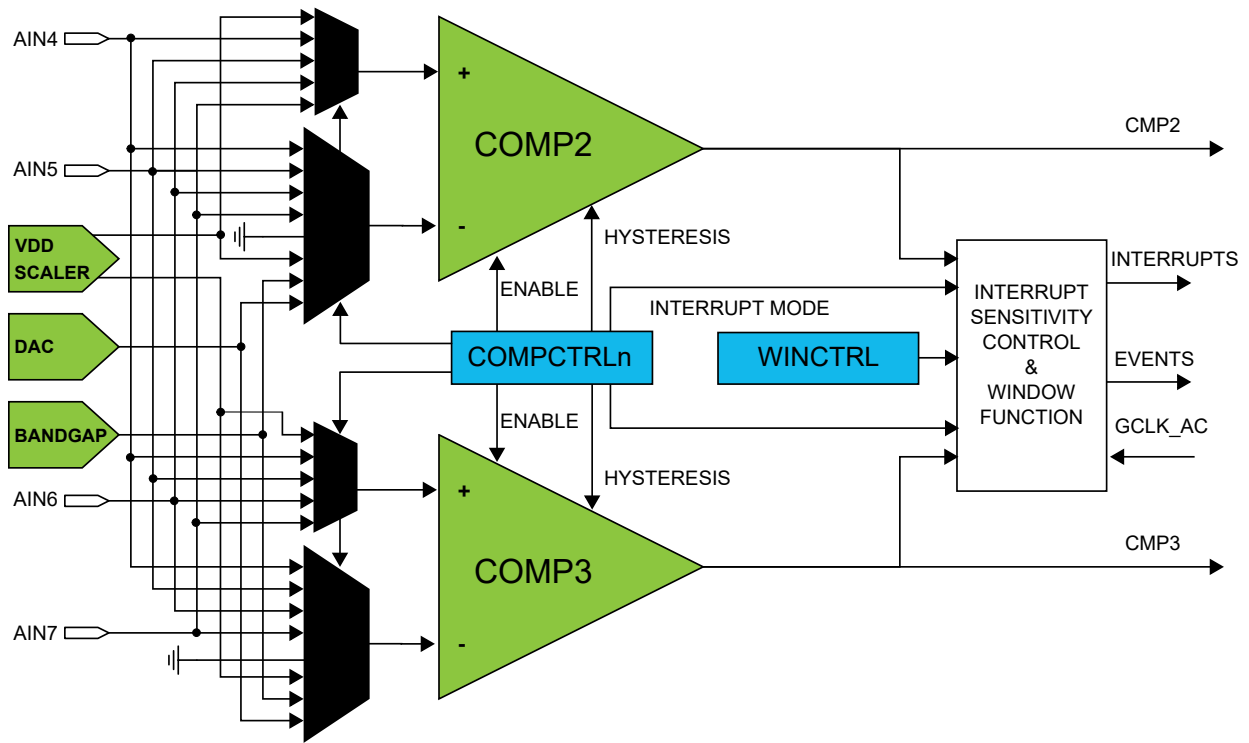 AIN4
AIN5
VDD
SCALER
DAC
BANDGAP
AIN6
AIN7
+
COMP2
-
HYSTERESIS
ENABLE
INTERRUPT MODE
COMPCTRLn
WINCTRL
ENABLE
HYSTERESIS
+
COMP3
-
CMP2
INTERRUPT
SENSITIVITY
CONTROL
&
WINDOW
FUNCTION
INTERRUPTS
EVENTS
GCLK_AC
CMP3